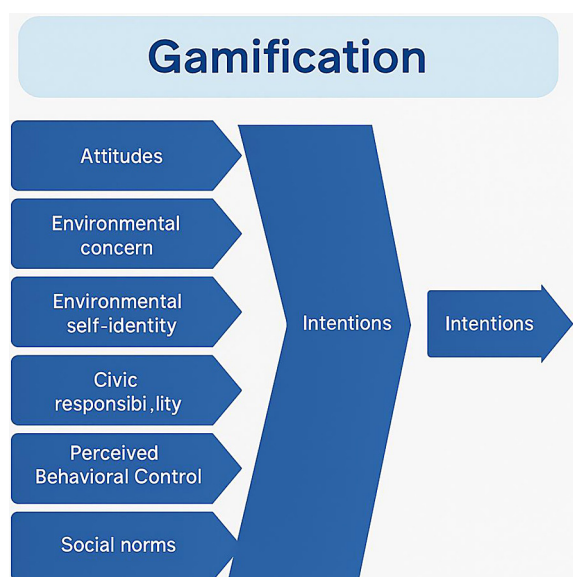 Gamification
Attitudes
Environmental
concern
Environmental
self-identity
Civic
responsibi,lity
Perceived
Behavioral Control
Social norms
Intentions
Intentions